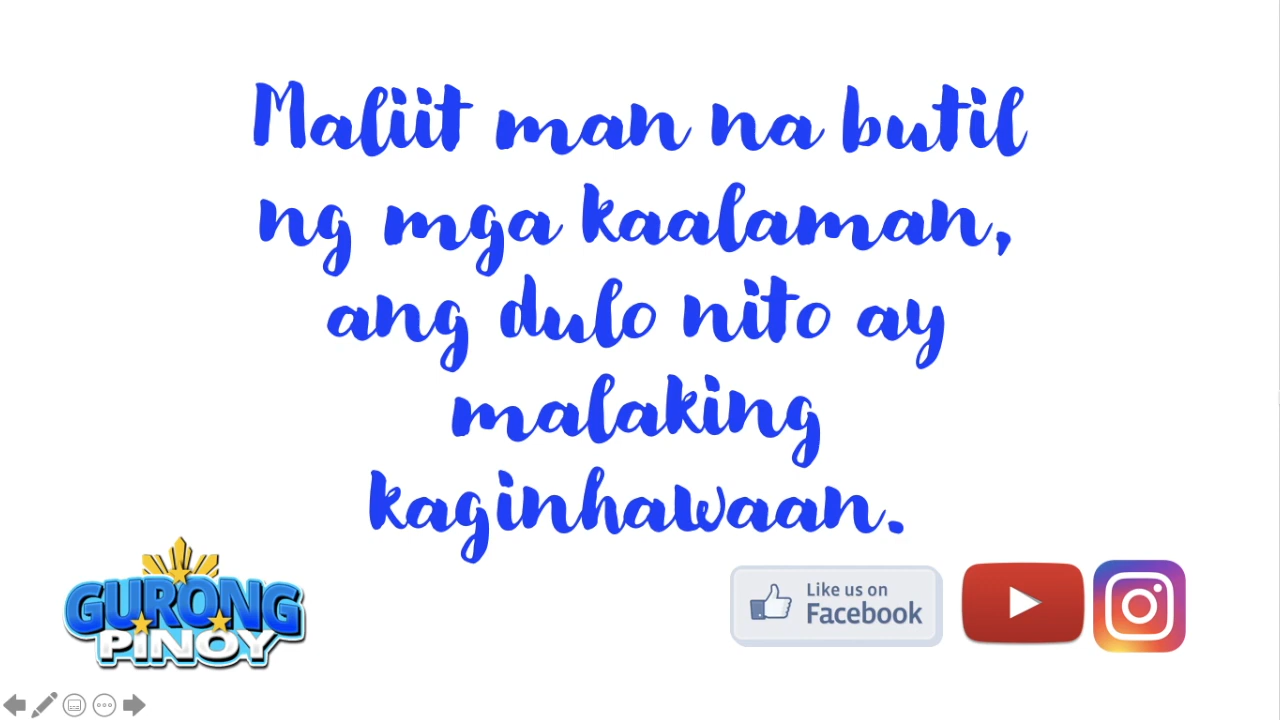 Maliit man na butil
ng mga kaalaman,
ang dulo nito ay
malaking
kaginhawaan.
GURONG
PINOY
Like us on
Facebook